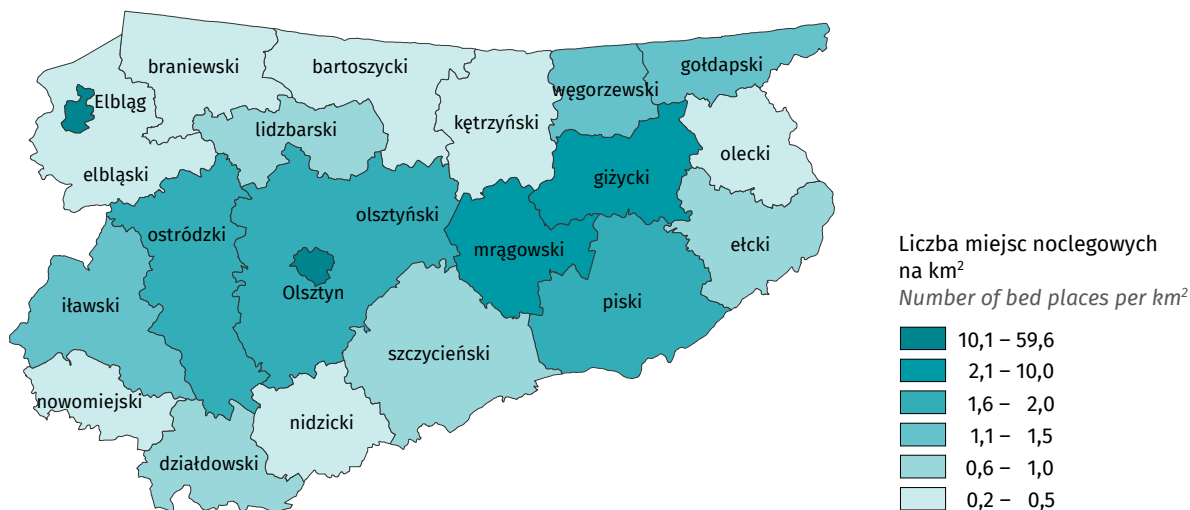 braniewski
bartoszycki
gołdapski
węgorzewski
Elbląg
kętrzyński
lidzbarski
olecki
elbląski
giżycki
olsztyński
ostródzki
mrągowski
ełcki
Olsztyn
iławski
piski
szczycieński
nowomiejski
nidzicki
działdowski
Liczba miejsc noclegowych
na km²
Number of bed places per km²
10,1 – 59,6
2,1 – 10,0
1,6 – 2,0
1,1 – 1,5
0,6 – 1,0
0,2 – 0,5